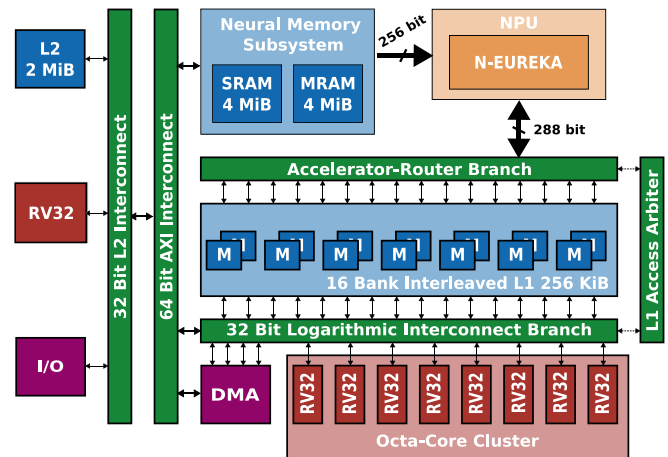 L2
2 MiB
RV32
I/O
32 Bit L2 Interconnect
64 Bit AXI Interconnect
Neural Memory
Subsystem
SRAM
4 MiB
MRAM
4 MiB
256 bit
NPU
N-EUREKA
288 bit
Accelerator-Router Branch
M
M
M
M
M
M
M
16 Bank Interleaved L1 256 KiB
L1 Access Arbiter
32 Bit Logarithmic Interconnect Branch
DMA
RV32
RV32
RV32
RV32
RV32
RV32
RV32
RV32
Octa-Core Cluster